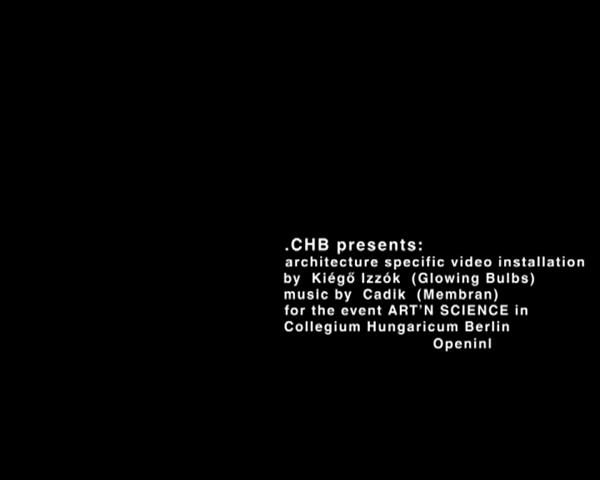 .CHB presents:
architecture specific video installation
by Kiégő Izzók (Glowing Bulbs)
music by Cadik (Membran)
for the event ART'N SCIENCE in
Collegium Hungaricum Berlin
Openinl